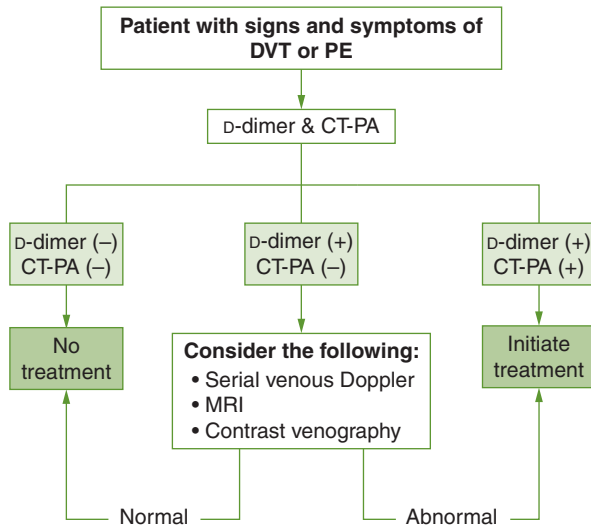 Patient with signs and symptoms of
DVT or PE
D-dimer & CT-PA
D-dimer (–)
CT-PA (–)
D-dimer (+)
CT-PA (–)
D-dimer (+)
CT-PA (+)
No
treatment
Consider the following:
• Serial venous Doppler
• MRI
• Contrast venography
Initiate
treatment
Normal
Abnormal